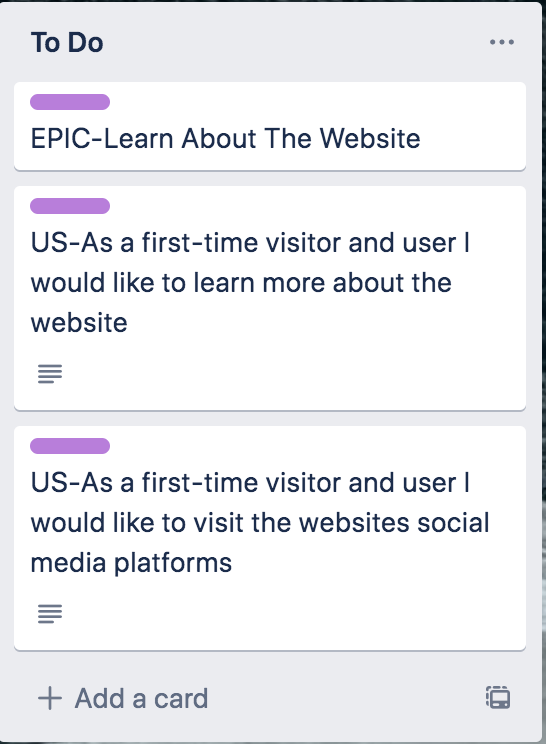 To Do
EPIC-Learn About The Website
US-As a first-time visitor and user I
would like to learn more about the
website
US-As a first-time visitor and user I
would like to visit the websites social
media platforms
Add a card